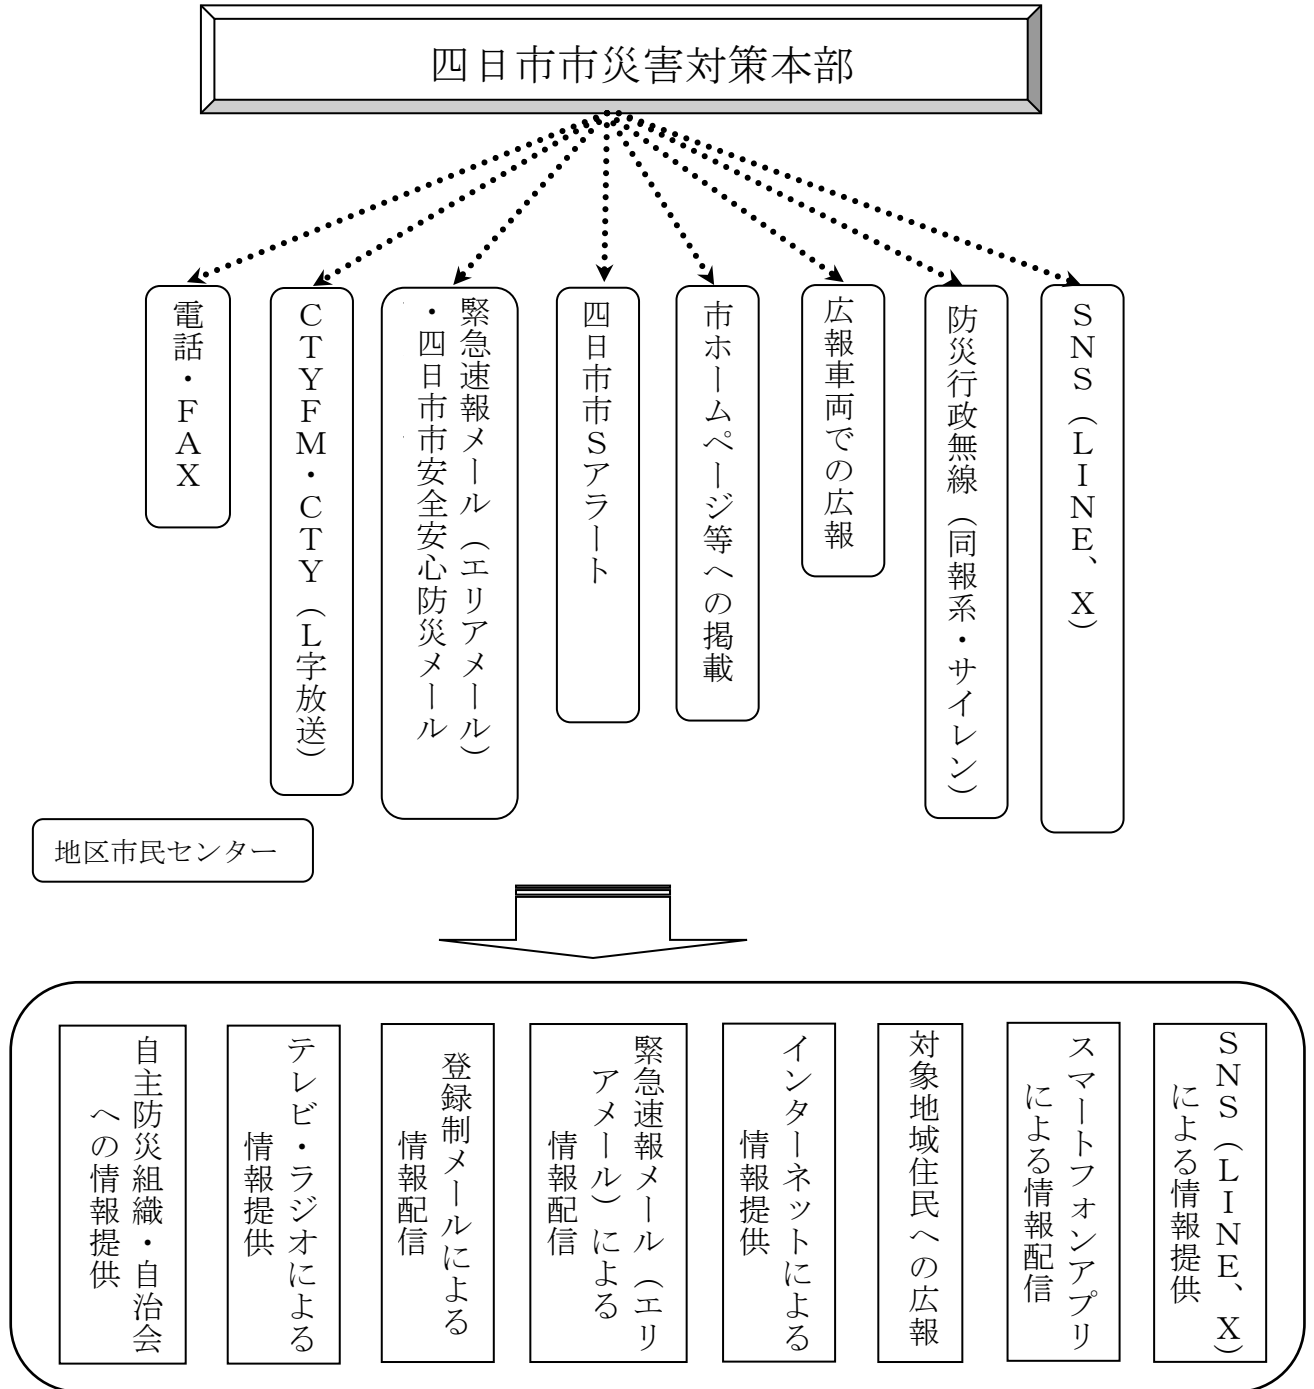 四日市市災害対策本部
電話・FAX
CTYFM・CTY（L字放送）
緊急速報メール（エリアメール）
・四日市市安全安心防災メール
四日市市Sアラート
市ホームページ等への掲載
広報車両での広報
防災行政無線（同報系・サイレン）
SNS（LINE、X）
地区市民センター
自主防災組織・自治会
への情報提供
テレビ・ラジオによる
情報提供
登録制メールによる
情報配信
緊急速報メール（エリ
アメール）による
情報配信
インターネットによる
情報提供
対象地域住民への広報
スマートフォンアプリ
による情報配信
SNS（LINE、X）
による情報提供